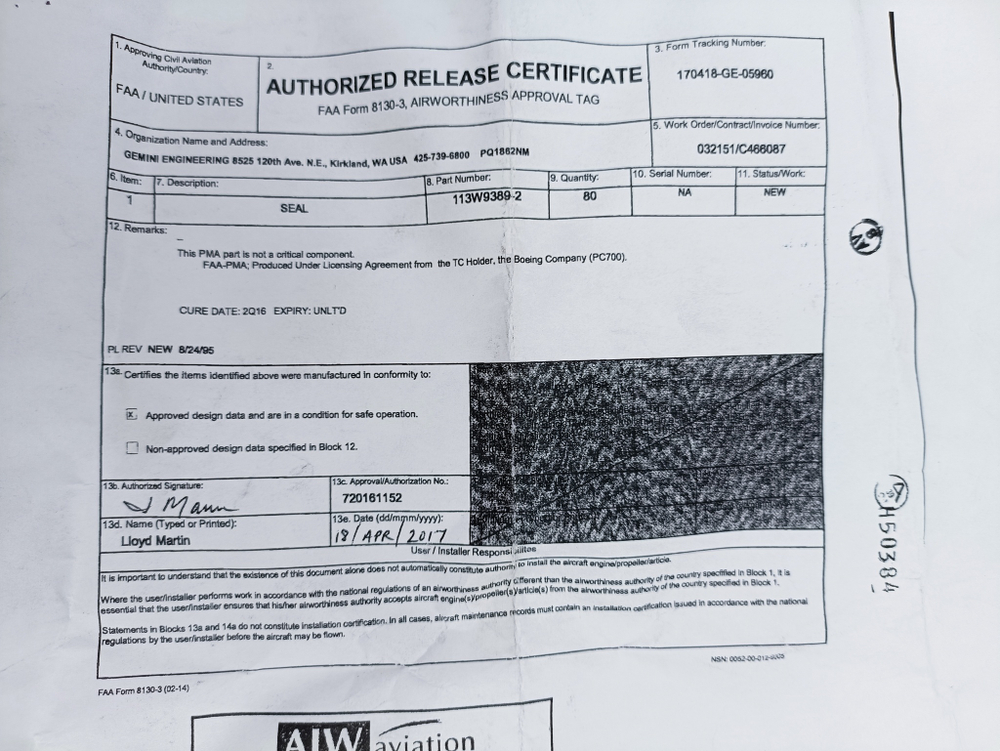 1. Approving Civil Aviation
Authority/Country:
FAA / UNITED STATES
2.
AUTHORIZED RELEASE CERTIFICATE
FAA Form 8130-3, AIRWORTHINESS APPROVAL TAG
3. Form Tracking Number:
170418-GE-05960
4. Organization Name and Address:
GEMINI ENGINEERING 8525 120th Ave. N.E., Kirkland, WA USA 425-739-6800 PQ1862NM
5. Work Order/Contract/Invoice Number:
032151/C466087
6. Item: 7. Description: 8. Part Number: 9. Quantity: 10. Serial Number: 11. Status/Work:
1 SEAL 113W9389-2 80 NA NEW
12. Remarks:
This PMA part is not a critical component.
FAA-PMA; Produced Under Licensing Agreement from the TC Holder, the Boeing Company (PC700).
CURE DATE: 2Q16 EXPIRY: UNLT'D
PL REV NEW 8/24/95
13a. Certifies the items identified above were manufactured in conformity to:
x Approved design data and are in a condition for safe operation.
Non-approved design data specified in Block 12.
13b. Authorized Signature:
13c. Approval/Authorization No.:
720161152
13d. Name (Typed or Printed):
Lloyd Martin
13e. Date (dd/mmm/yyyy):
18/APR/2017
User / Installer Responsibilities
It is important to understand that the existence of this document alone does not automatically constitute authority to install the aircraft engine/propeller/article.
Where the user/installer performs work in accordance with the national regulations of an airworthiness authority different than the airworthiness authority of the country specified in Block 1, it is
essential that the user/installer ensures that his/her airworthiness authority accepts aircraft engine(s)/propeller(s)/article(s) from the airworthiness authority of the country specified in Block 1.
Statements in Blocks 13a and 14a do not constitute installation certification. In all cases, aircraft maintenance records must contain an installation certification issued in accordance with the national
regulations by the user/installer before the aircraft may be flown.
FAA Form 8130-3 (02-14)
NSN: 0052-00-012-9005
AJW aviation
H50384